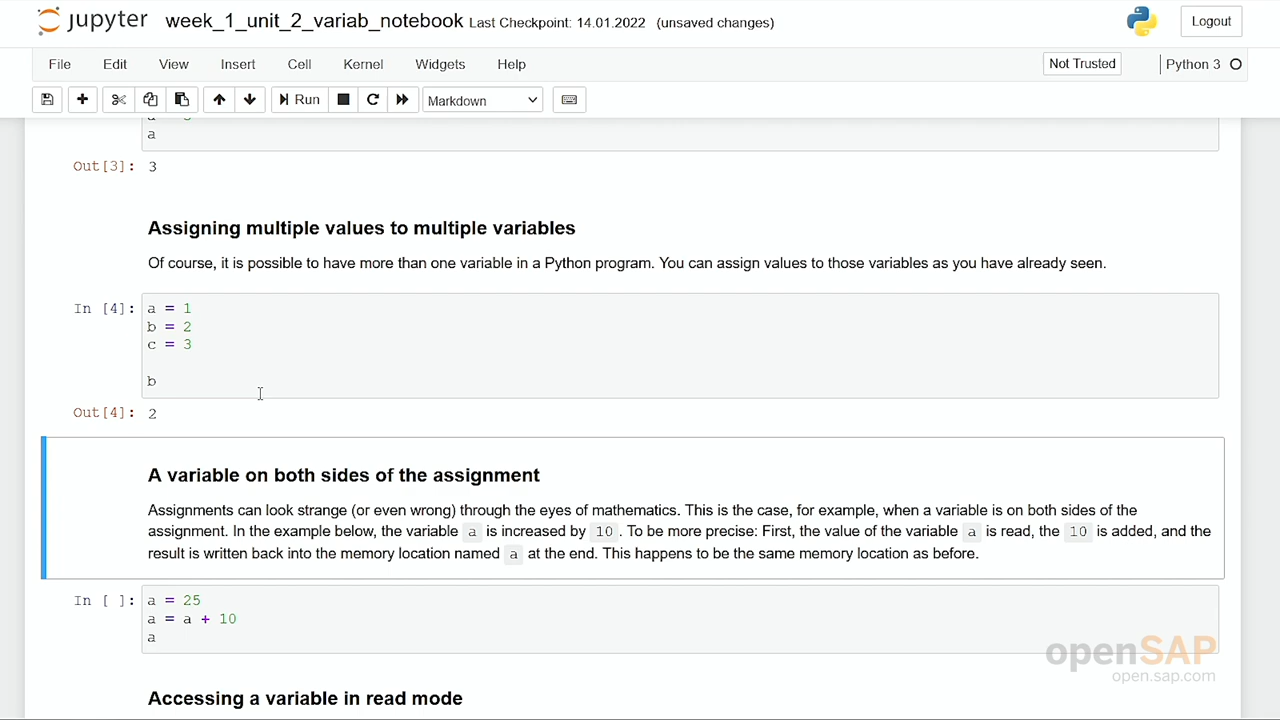 jupyter week_1_unit_2_variab_notebook Last Checkpoint: 14.01.2022 (unsaved changes) Logout
File Edit View Insert Cell Kernel Widgets Help Not Trusted Python 3
Run Markdown
a
Out[3]: 3
Assigning multiple values to multiple variables
Of course, it is possible to have more than one variable in a Python program. You can assign values to those variables as you have already seen.
In [4]: a = 1
b = 2
c = 3
b
Out[4]: 2
A variable on both sides of the assignment
Assignments can look strange (or even wrong) through the eyes of mathematics. This is the case, for example, when a variable is on both sides of the
assignment. In the example below, the variable a is increased by 10. To be more precise: First, the value of the variable a is read, the 10 is added, and the
result is written back into the memory location named a at the end. This happens to be the same memory location as before.
In [ ]: a = 25
a = a + 10
a
openSAP
open.sap.com
Accessing a variable in read mode